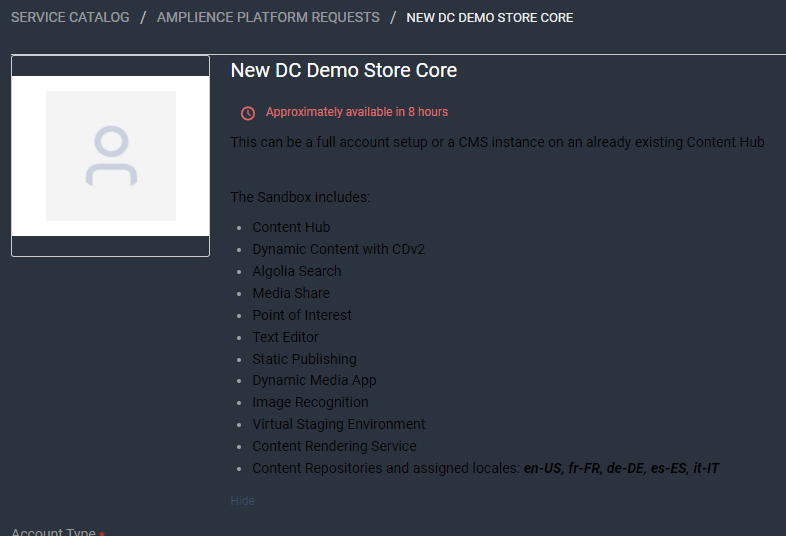 SERVICE CATALOG / AMPLIENCE PLATFORM REQUESTS / NEW DC DEMO STORE CORE
New DC Demo Store Core
Approximately available in 8 hours
This can be a full account setup or a CMS instance on an already existing Content Hub
The Sandbox includes:
• Content Hub
• Dynamic Content with CDv2
• Algolia Search
• Media Share
• Point of Interest
• Text Editor
• Static Publishing
• Dynamic Media App
• Image Recognition
• Virtual Staging Environment
• Content Rendering Service
• Content Repositories and assigned locales: en-US, fr-FR, de-DE, es-ES, it-IT
Hide
Account Type *